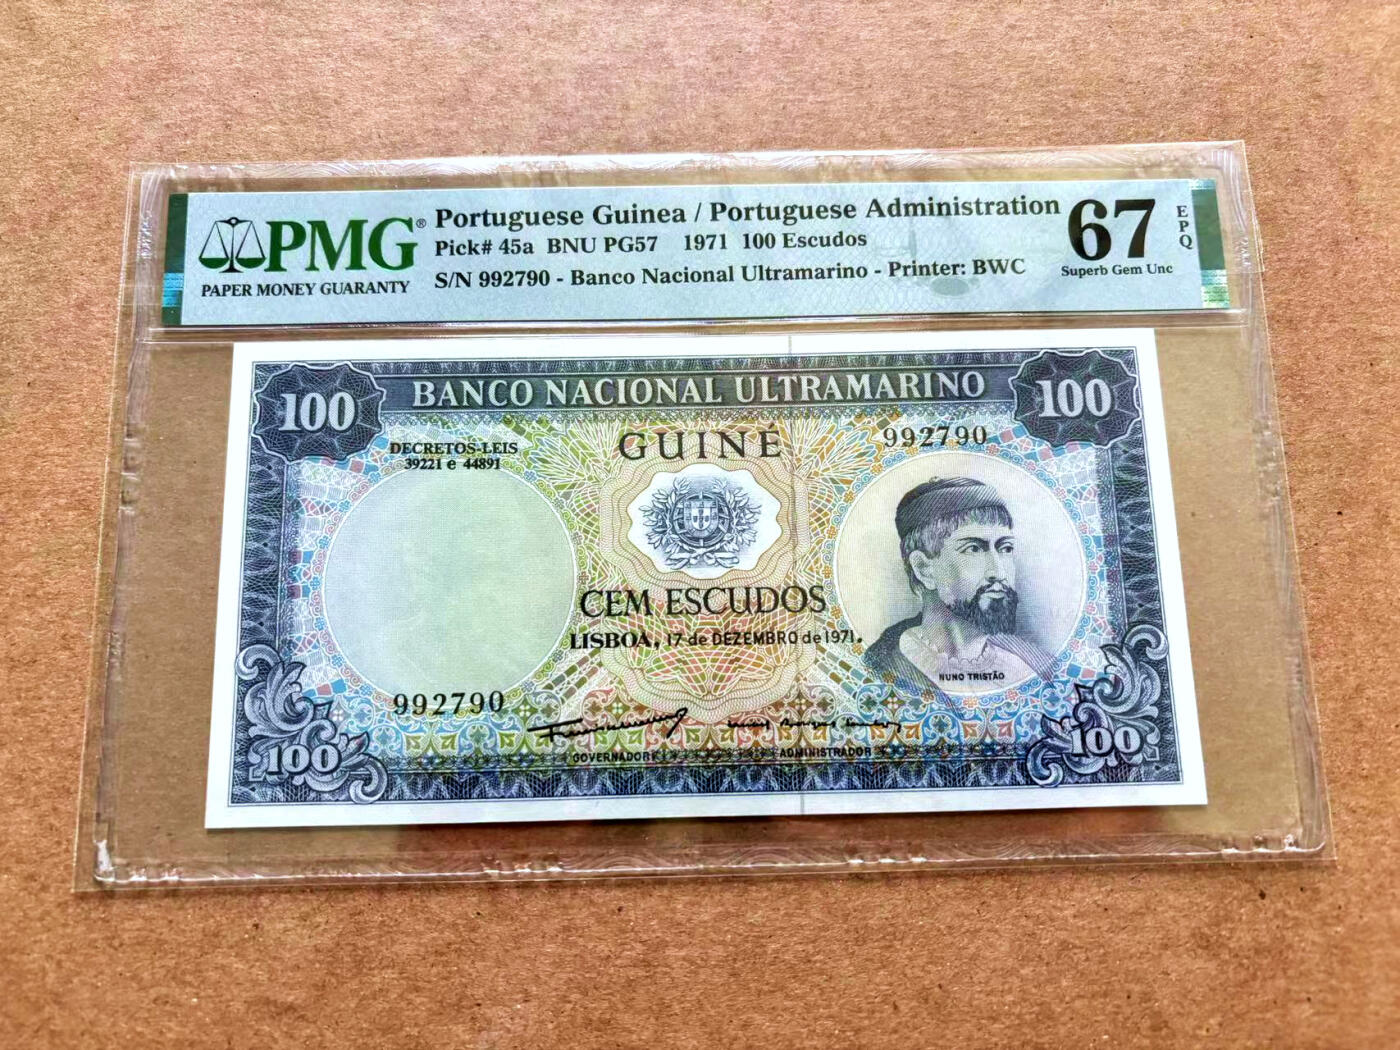 PMG®
PAPER MONEY GUARANTY
Portuguese Guinea / Portuguese Administration
Pick# 45a BNU PG57 1971 100 Escudos
S/N 992790 - Banco Nacional Ultramarino - Printer: BWC
67
EPQ
Superb Gem Unc
100
BANCO NACIONAL ULTRAMARINO
100
DECRETOS-LEIS
39221 e 44891
GUINÉ
992790
CEM ESCUDOS
LISBOA, 17 de DEZEMBRO de 1971.
NUNO TRISTÃO
992790
GOVERNADOR
ADMINISTRADOR
100
100